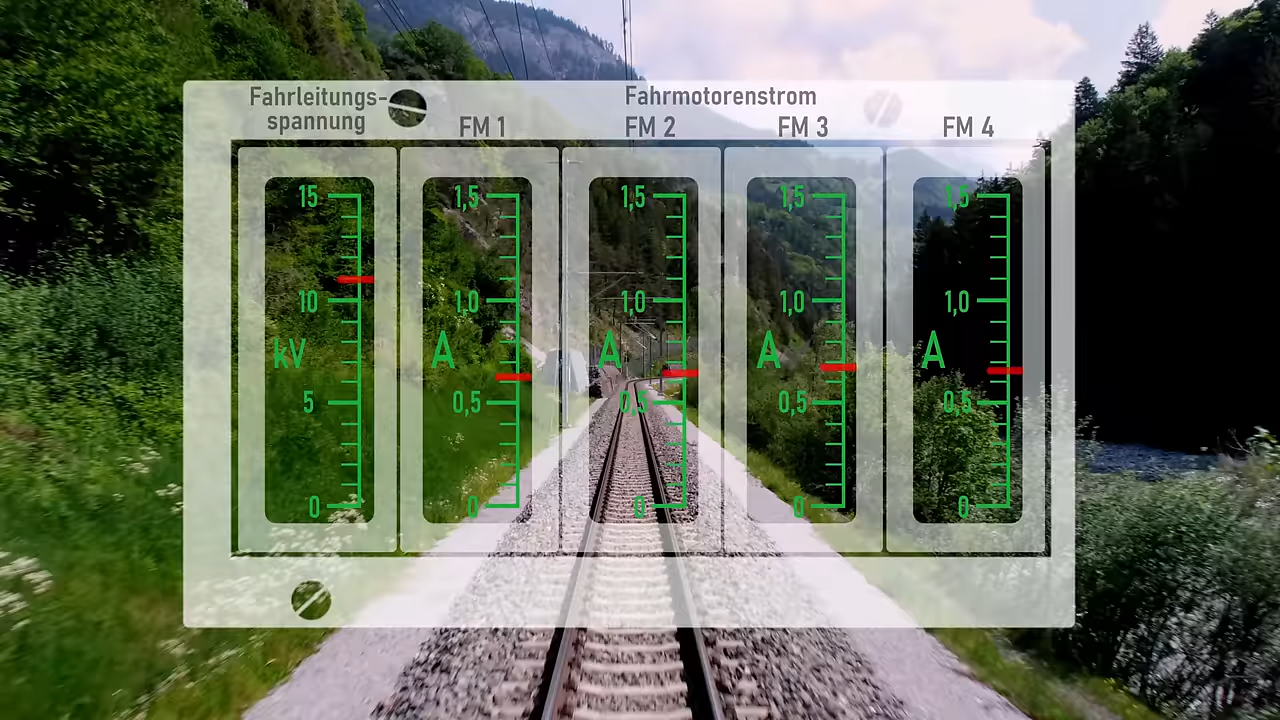 Fahrleitungs-
spannung
Fahrmotorenstrom
FM 1
FM 2
FM 3
FM 4
15
10
kV
5
0
1,5
1,0
A
0,5
0
1,5
1,0
A
0,5
0
1,5
1,0
A
0,5
0
1,5
1,0
A
0,5
0